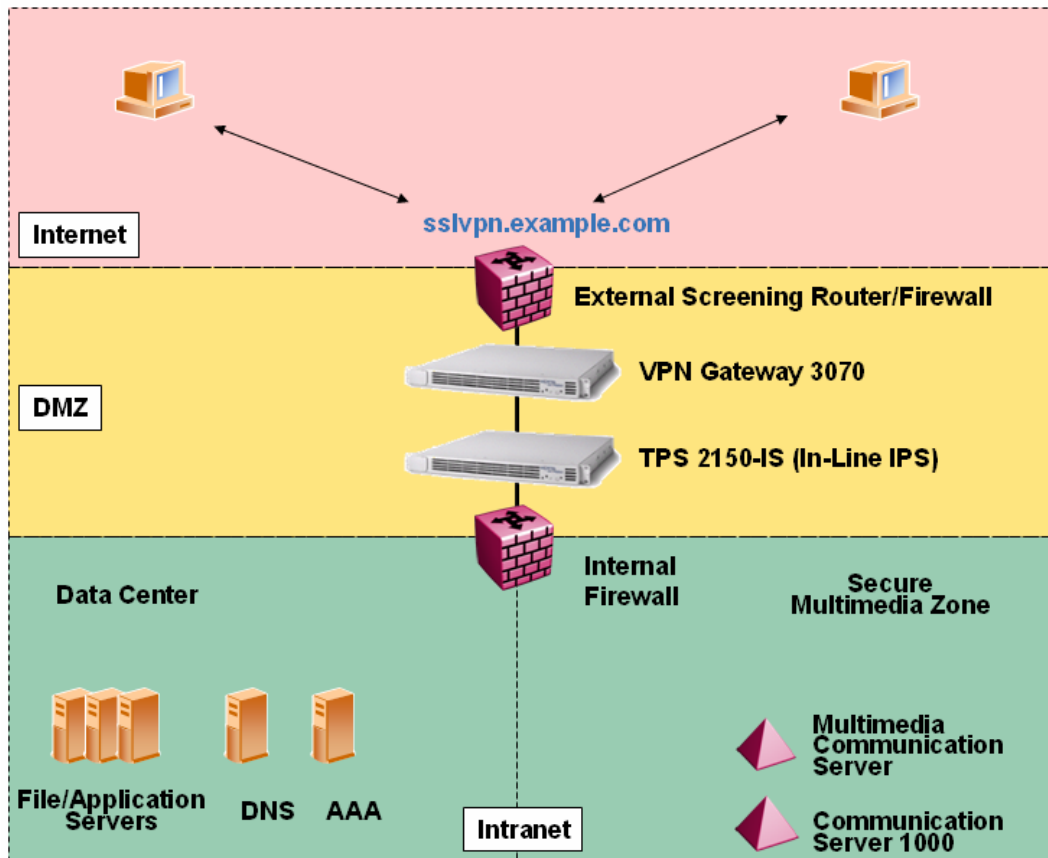 sslvpn.example.com
Internet
External Screening Router/Firewall
VPN Gateway 3070
DMZ
TPS 2150-IS (In-Line IPS)
Internal
Firewall
Data Center
Secure
Multimedia Zone
File/Application
Servers
DNS
AAA
Intranet
Multimedia
Communication
Server
Communication
Server 1000